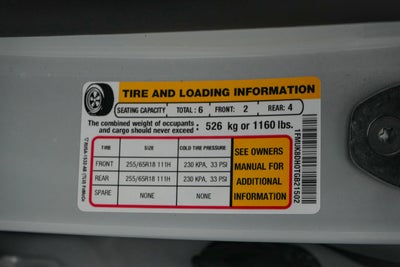 TIRE AND LOADING INFORMATION
SEATING CAPACITY TOTAL : 6 FRONT: 2 REAR: 4
The combined weight of occupants
and cargo should never exceed : 526 kg or 1160 lbs.
TIRE SIZE COLD TIRE PRESSURE
FRONT 255/65R18 111H 230 KPA, 33 PSI
REAR 255/65R18 111H 230 KPA, 33 PSI
SPARE NONE NONE
SEE OWNERS
MANUAL FOR
ADDITIONAL
INFORMATION